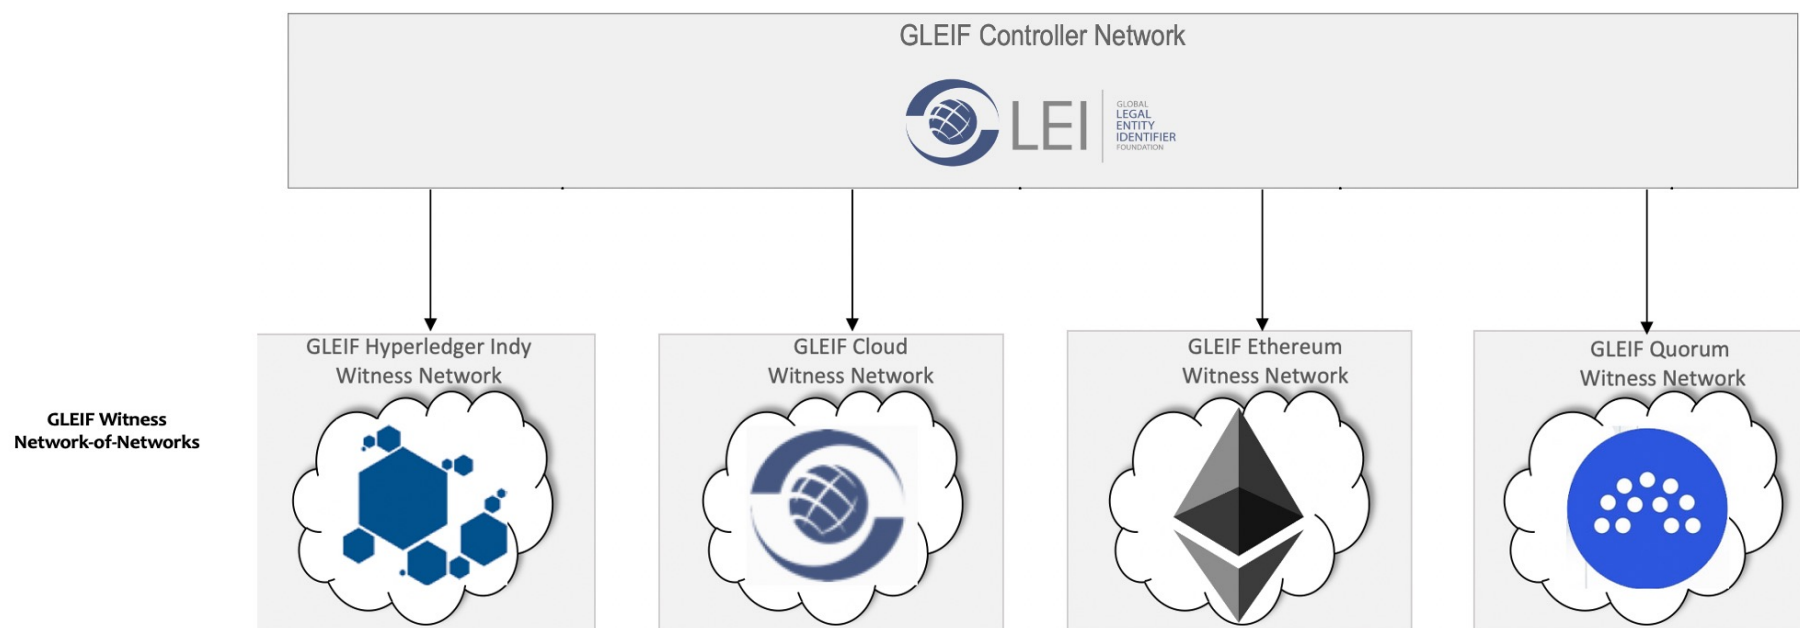 GLEIF Controller Network
LEI
GLOBAL
LEGAL
ENTITY
IDENTIFIER
FOUNDATION
GLEIF Hyperledger Indy
Witness Network
GLEIF Cloud
Witness Network
GLEIF Ethereum
Witness Network
GLEIF Quorum
Witness Network
GLEIF Witness
Network-of-Networks